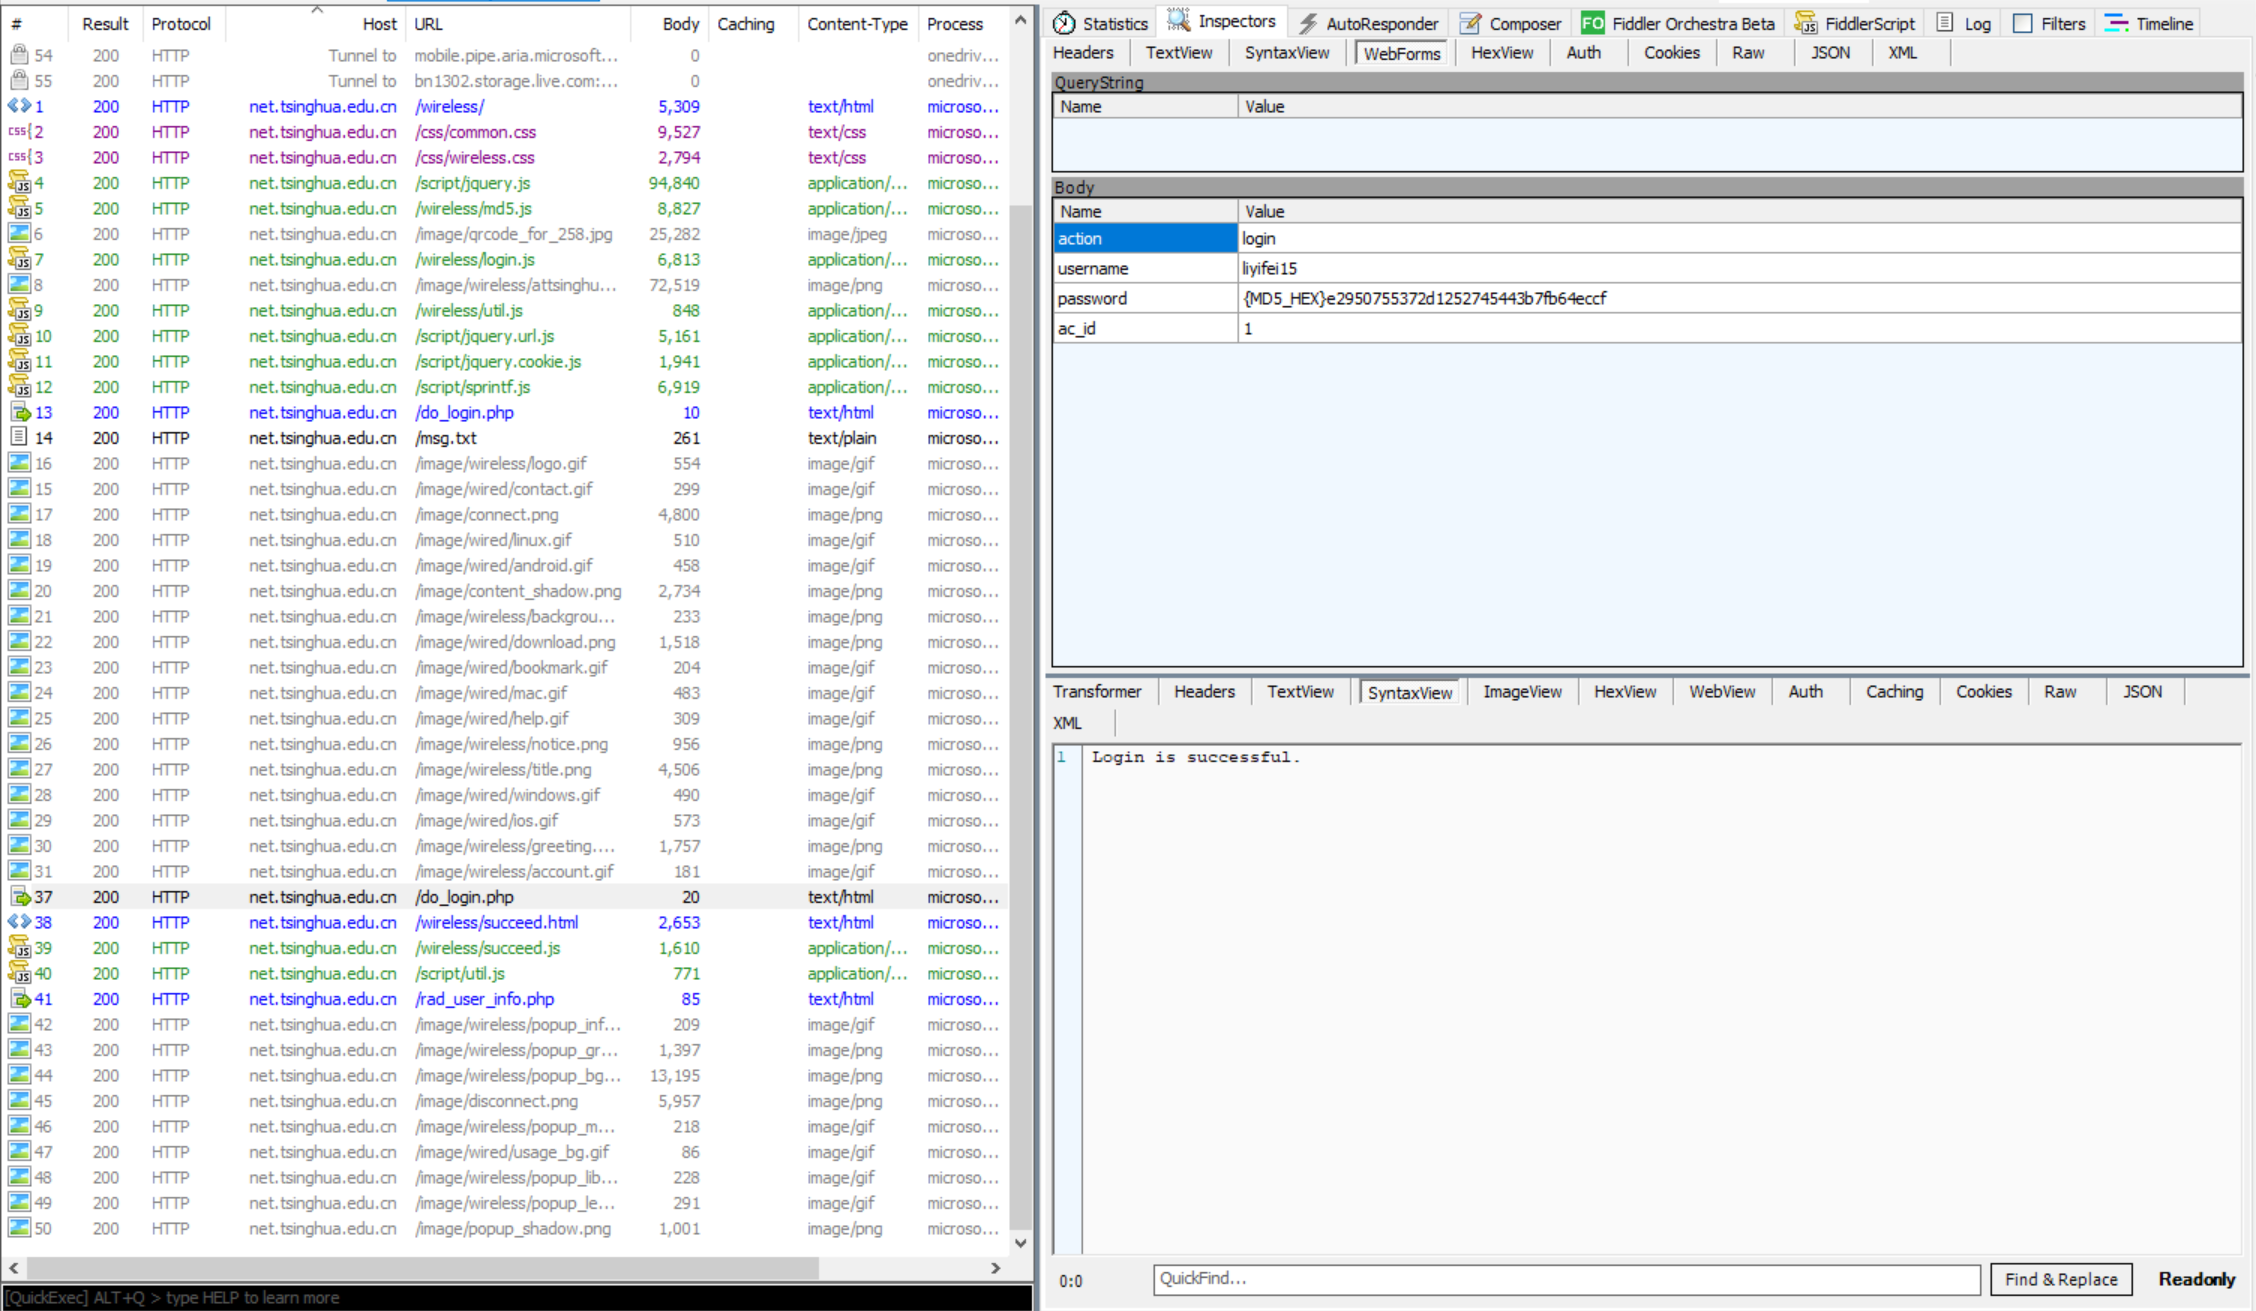 # Result Protocol Host URL Body Caching Content-Type Process
54 200 HTTP Tunnel to mobile.pipe.aria.microsoft... 0 onedriv...
55 200 HTTP Tunnel to bn1302.storage.live.com:... 0 onedriv...
1 200 HTTP net.tsinghua.edu.cn /wireless/ 5,309 text/html microso...
2 200 HTTP net.tsinghua.edu.cn /css/common.css 9,527 text/css microso...
3 200 HTTP net.tsinghua.edu.cn /css/wireless.css 2,794 text/css microso...
4 200 HTTP net.tsinghua.edu.cn /script/jquery.js 94,840 application/... microso...
5 200 HTTP net.tsinghua.edu.cn /wireless/md5.js 8,827 application/... microso...
6 200 HTTP net.tsinghua.edu.cn /image/qrcode_for_258.jpg 25,282 image/jpeg microso...
7 200 HTTP net.tsinghua.edu.cn /wireless/login.js 6,813 application/... microso...
8 200 HTTP net.tsinghua.edu.cn /image/wireless/attsinghu... 72,519 image/png microso...
9 200 HTTP net.tsinghua.edu.cn /wireless/util.js 848 application/... microso...
10 200 HTTP net.tsinghua.edu.cn /script/jquery.url.js 5,161 application/... microso...
11 200 HTTP net.tsinghua.edu.cn /script/jquery.cookie.js 1,941 application/... microso...
12 200 HTTP net.tsinghua.edu.cn /script/sprintf.js 6,919 application/... microso...
13 200 HTTP net.tsinghua.edu.cn /do_login.php 10 text/html microso...
14 200 HTTP net.tsinghua.edu.cn /msg.txt 261 text/plain microso...
16 200 HTTP net.tsinghua.edu.cn /image/wireless/logo.gif 554 image/gif microso...
15 200 HTTP net.tsinghua.edu.cn /image/wired/contact.gif 299 image/gif microso...
17 200 HTTP net.tsinghua.edu.cn /image/connect.png 4,800 image/png microso...
18 200 HTTP net.tsinghua.edu.cn /image/wired/linux.gif 510 image/gif microso...
19 200 HTTP net.tsinghua.edu.cn /image/wired/android.gif 458 image/gif microso...
20 200 HTTP net.tsinghua.edu.cn /image/content_shadow.png 2,734 image/png microso...
21 200 HTTP net.tsinghua.edu.cn /image/wireless/backgrou... 233 image/png microso...
22 200 HTTP net.tsinghua.edu.cn /image/wired/download.png 1,518 image/png microso...
23 200 HTTP net.tsinghua.edu.cn /image/wired/bookmark.gif 204 image/gif microso...
24 200 HTTP net.tsinghua.edu.cn /image/wired/mac.gif 483 image/gif microso...
25 200 HTTP net.tsinghua.edu.cn /image/wired/help.gif 309 image/gif microso...
26 200 HTTP net.tsinghua.edu.cn /image/wireless/notice.png 956 image/png microso...
27 200 HTTP net.tsinghua.edu.cn /image/wireless/title.png 4,506 image/png microso...
28 200 HTTP net.tsinghua.edu.cn /image/wired/windows.gif 490 image/gif microso...
29 200 HTTP net.tsinghua.edu.cn /image/wired/ios.gif 573 image/gif microso...
30 200 HTTP net.tsinghua.edu.cn /image/wireless/greeting.... 1,757 image/png microso...
31 200 HTTP net.tsinghua.edu.cn /image/wireless/account.gif 181 image/gif microso...
37 200 HTTP net.tsinghua.edu.cn /do_login.php 20 text/html microso...
38 200 HTTP net.tsinghua.edu.cn /wireless/succeed.html 2,653 text/html microso...
39 200 HTTP net.tsinghua.edu.cn /wireless/succeed.js 1,610 application/... microso...
40 200 HTTP net.tsinghua.edu.cn /script/util.js 771 application/... microso...
41 200 HTTP net.tsinghua.edu.cn /rad_user_info.php 85 text/html microso...
42 200 HTTP net.tsinghua.edu.cn /image/wireless/popup_inf... 209 image/gif microso...
43 200 HTTP net.tsinghua.edu.cn /image/wireless/popup_gr... 1,397 image/png microso...
44 200 HTTP net.tsinghua.edu.cn /image/wireless/popup_bg... 13,195 image/png microso...
45 200 HTTP net.tsinghua.edu.cn /image/disconnect.png 5,957 image/png microso...
46 200 HTTP net.tsinghua.edu.cn /image/wireless/popup_m... 218 image/gif microso...
47 200 HTTP net.tsinghua.edu.cn /image/wired/usage_bg.gif 86 image/gif microso...
48 200 HTTP net.tsinghua.edu.cn /image/wireless/popup_lib... 228 image/gif microso...
49 200 HTTP net.tsinghua.edu.cn /image/wireless/popup_le... 291 image/gif microso...
50 200 HTTP net.tsinghua.edu.cn /image/popup_shadow.png 1,001 image/png microso...
[QuickExec] ALT+Q > type HELP to learn more
Statistics Inspectors AutoResponder Composer FO Fiddler Orchestra Beta FiddlerScript Log Filters Timeline
Headers TextView SyntaxView WebForms HexView Auth Cookies Raw JSON XML
QueryString
Name Value
Body
Name Value
action login
username liyifei15
password {MD5_HEX}e2950755372d1252745443b7fb64eccf
ac_id 1
Transformer Headers TextView SyntaxView ImageView HexView WebView Auth Caching Cookies Raw JSON
XML
1 Login is successful.
0:0 QuickFind... Find & Replace Readonly